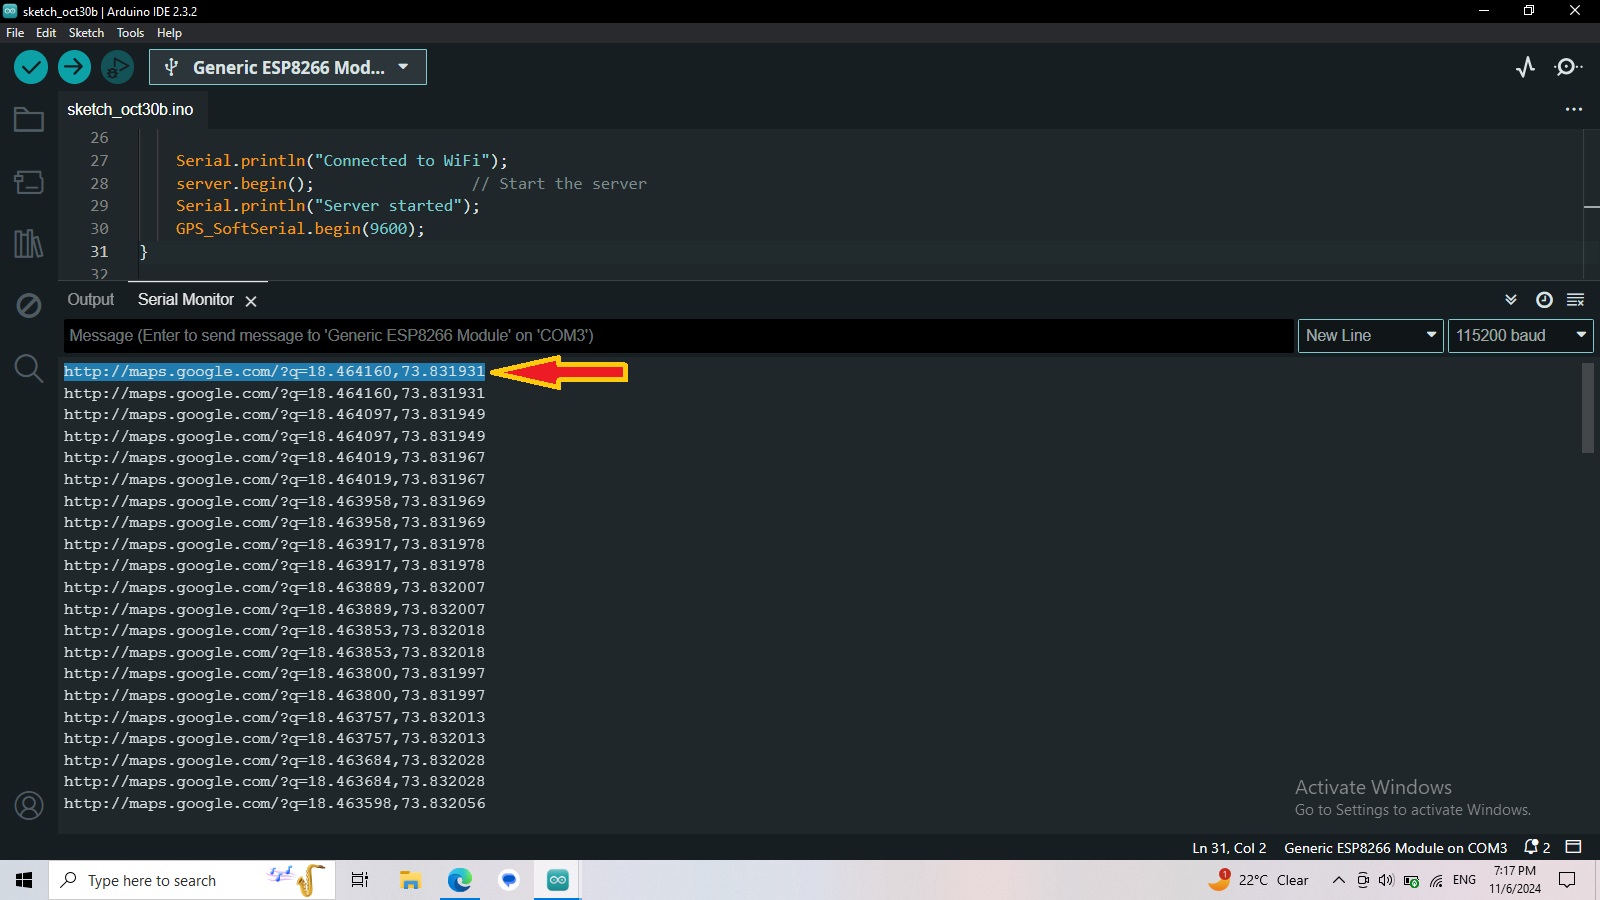 sketch_oct30b | Arduino IDE 2.3.2
File Edit Sketch Tools Help
Generic ESP8266 Mod...
sketch_oct30b.ino
26
27 Serial.println("Connected to WiFi");
28 server.begin(); // Start the server
29 Serial.println("Server started");
30 GPS_SoftSerial.begin(9600);
31 }
32
Output Serial Monitor
Message (Enter to send message to 'Generic ESP8266 Module' on 'COM3') New Line 115200 baud
http://maps.google.com/?q=18.464160,73.831931
http://maps.google.com/?q=18.464160,73.831931
http://maps.google.com/?q=18.464097,73.831949
http://maps.google.com/?q=18.464097,73.831949
http://maps.google.com/?q=18.464019,73.831967
http://maps.google.com/?q=18.464019,73.831967
http://maps.google.com/?q=18.463958,73.831969
http://maps.google.com/?q=18.463958,73.831969
http://maps.google.com/?q=18.463917,73.831978
http://maps.google.com/?q=18.463917,73.831978
http://maps.google.com/?q=18.463889,73.832007
http://maps.google.com/?q=18.463889,73.832007
http://maps.google.com/?q=18.463853,73.832018
http://maps.google.com/?q=18.463853,73.832018
http://maps.google.com/?q=18.463800,73.831997
http://maps.google.com/?q=18.463800,73.831997
http://maps.google.com/?q=18.463757,73.832013
http://maps.google.com/?q=18.463757,73.832013
http://maps.google.com/?q=18.463684,73.832028
http://maps.google.com/?q=18.463684,73.832028
http://maps.google.com/?q=18.463598,73.832056
Activate Windows
Go to Settings to activate Windows.
Ln 31, Col 2 Generic ESP8266 Module on COM3 2
Type here to search 1 22°C Clear ENG 7:17 PM
11/6/2024